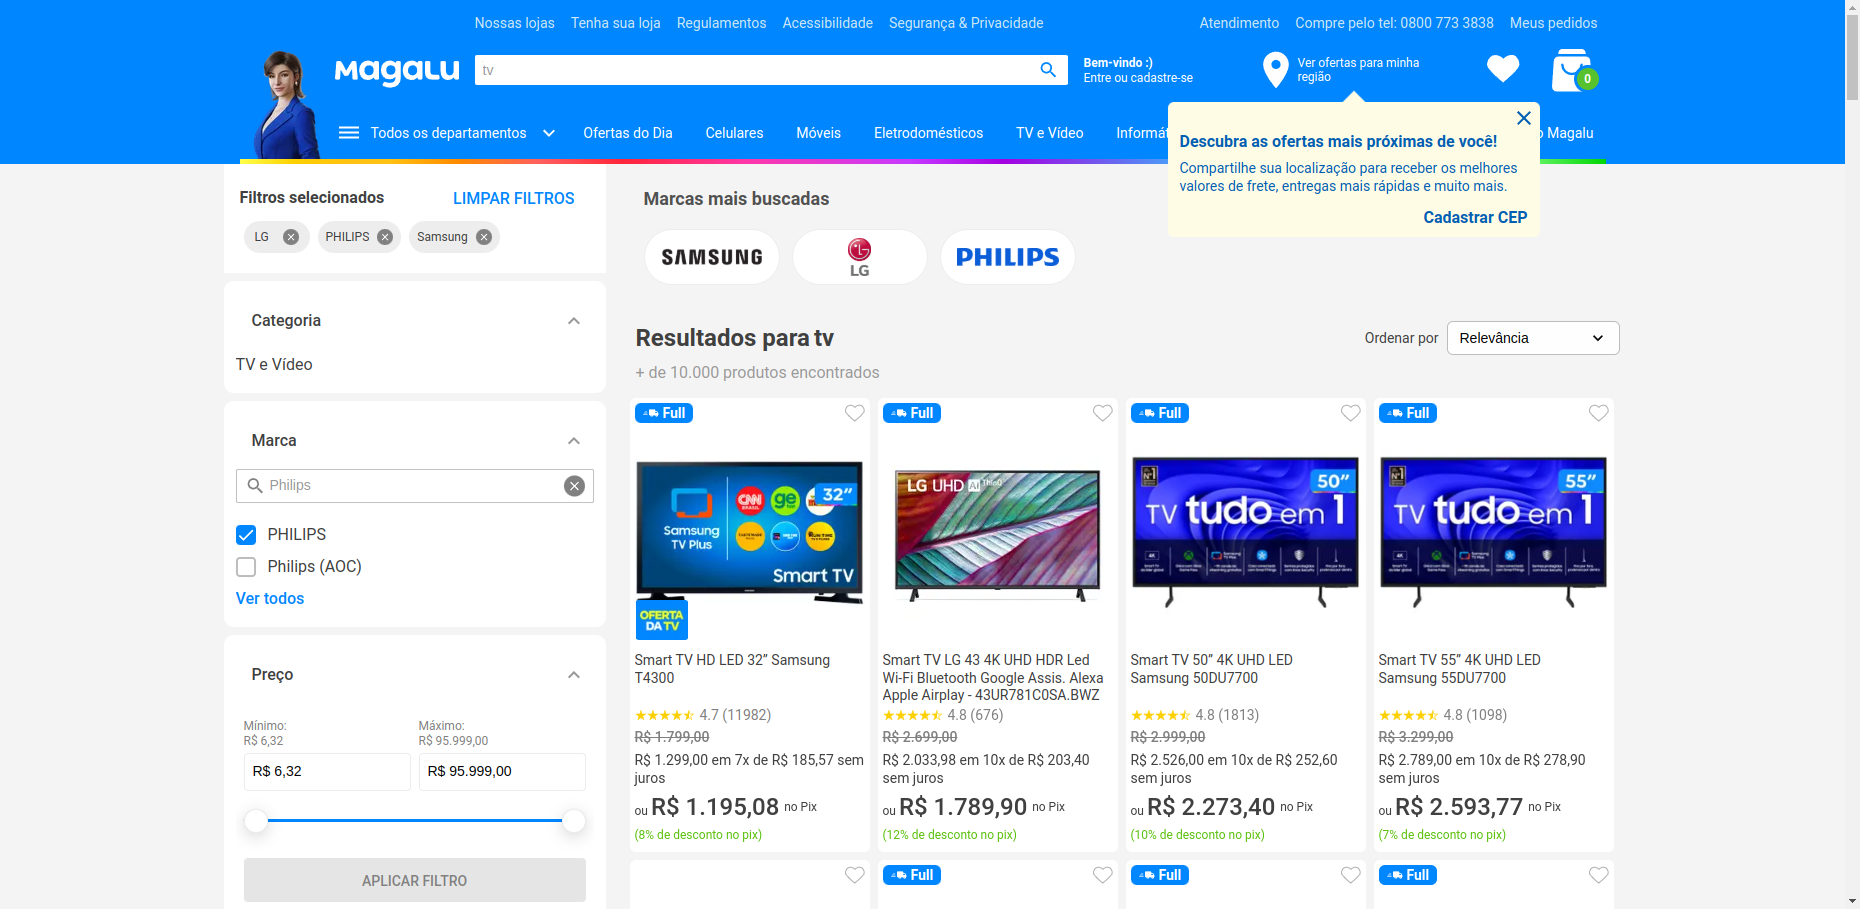 Nossas lojas Tenha sua loja Regulamentos Acessibilidade Segurança & Privacidade Atendimento Compre pelo tel: 0800 773 3838 Meus pedidos
Magalu
tv
Bem-vindo :)
Entre ou cadastre-se
Ver ofertas para minha
região
0
Todos os departamentos Ofertas do Dia Celulares Móveis Eletrodomésticos TV e Vídeo Informát o Magalu
Descubra as ofertas mais próximas de você!
Compartilhe sua localização para receber os melhores
valores de frete, entregas mais rápidas e muito mais.
Cadastrar CEP
Filtros selecionados LIMPAR FILTROS
LG PHILIPS Samsung
Categoria
TV e Vídeo
Marca
Philips
PHILIPS
Philips (AOC)
Ver todos
Preço
Mínimo: Máximo:
R$ 6,32 R$ 95.999,00
R$ 6,32 R$ 95.999,00
APLICAR FILTRO
Marcas mais buscadas
SAMSUNG LG PHILIPS
Resultados para tv
Ordenar por Relevância
+ de 10.000 produtos encontrados
Full
32”
CNN
BRASIL
ge
Samsung
TV Plus
Smart TV
OFERTA
DA TV
Smart TV HD LED 32” Samsung
T4300
4.7 (11982)
R$ 1.799,00
R$ 1.299,00 em 7x de R$ 185,57 sem
juros
ou R$ 1.195,08 no Pix
(8% de desconto no pix)
Full
LG UHD AI ThinQ
Smart TV LG 43 4K UHD HDR Led
Wi-Fi Bluetooth Google Assis. Alexa
Apple Airplay - 43UR781C0SA.BWZ
4.8 (676)
R$ 2.699,00
R$ 2.033,98 em 10x de R$ 203,40
sem juros
ou R$ 1.789,90 no Pix
(12% de desconto no pix)
Full
Nº1
50”
TV tudo em 1
Smart TV 50” 4K UHD LED
Samsung 50DU7700
4.8 (1813)
R$ 2.999,00
R$ 2.526,00 em 10x de R$ 252,60
sem juros
ou R$ 2.273,40 no Pix
(10% de desconto no pix)
Full
Nº1
55”
TV tudo em 1
Smart TV 55” 4K UHD LED
Samsung 55DU7700
4.8 (1098)
R$ 3.299,00
R$ 2.789,00 em 10x de R$ 278,90
sem juros
ou R$ 2.593,77 no Pix
(7% de desconto no pix)
Full Full Full